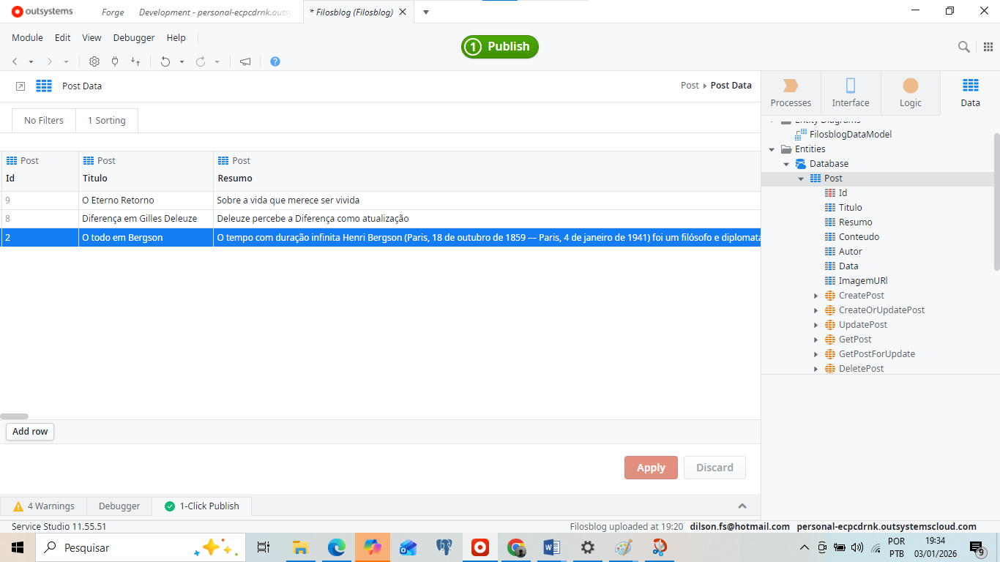 outsystems
Forge
Development - personal-ecpcdrnk.outsys
* Filosblog (Filosblog)
Module
Edit
View
Debugger
Help
1 Publish
Post Data
Post
Post Data
No Filters
1 Sorting
Post
Post
Post
Id
Titulo
Resumo
9
O Eterno Retorno
Sobre a vida que merece ser vivida
8
Diferença em Gilles Deleuze
Deleuze percebe a Diferença como atualização
2
O todo em Bergson
O tempo com duração infinita Henri Bergson (Paris, 18 de outubro de 1859 — Paris, 4 de janeiro de 1941) foi um filósofo e diplomata
Add row
Apply
Discard
Processes
Interface
Logic
Data
Entity Diagrams
FilosblogDataModel
Entities
Database
Post
Id
Titulo
Resumo
Conteudo
Autor
Data
ImagemURl
CreatePost
CreateOrUpdatePost
UpdatePost
GetPost
GetPostForUpdate
DeletePost
4 Warnings
Debugger
1-Click Publish
Service Studio 11.55.51
Filosblog uploaded at 19:20
dilson.fs@hotmail.com
personal-ecpcdrnk.outsystemscloud.com
Pesquisar
POR
PTB
19:34
03/01/2026
9